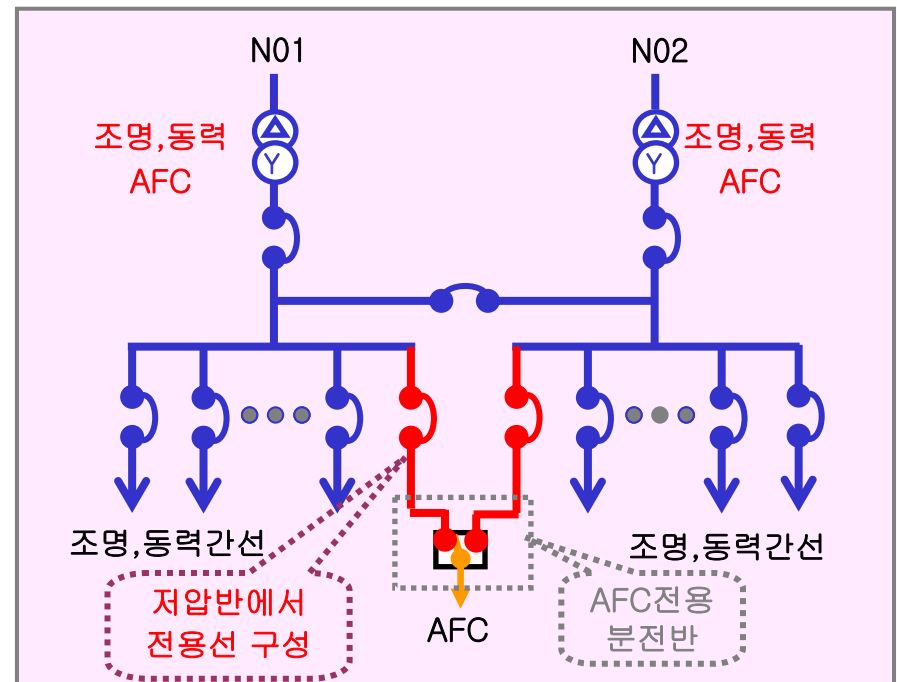 N01
N02
조명,동력
AFC
조명,동력
AFC
Y
Y
조명,동력간선
조명,동력간선
저압반에서
전용선 구성
AFC
AFC전용
분전반